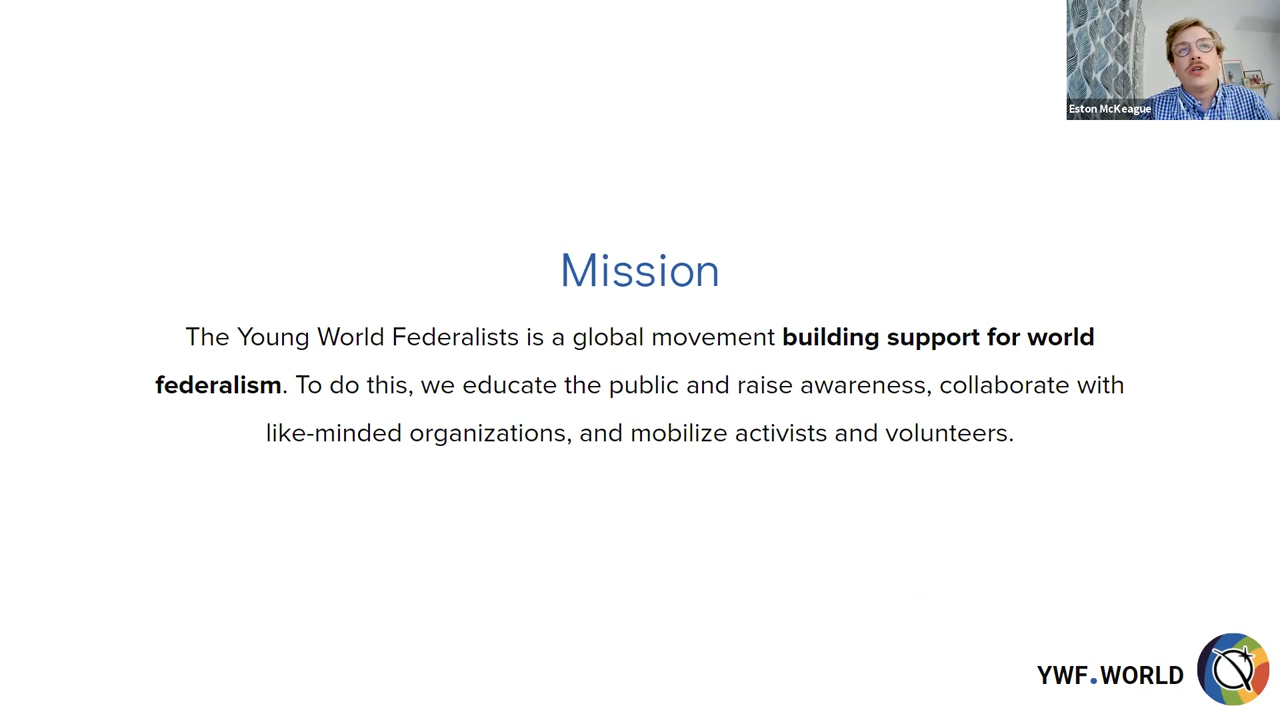 Eston McKeague
Mission
The Young World Federalists is a global movement building support for world
federalism. To do this, we educate the public and raise awareness, collaborate with
like-minded organizations, and mobilize activists and volunteers.
YWF.WORLD